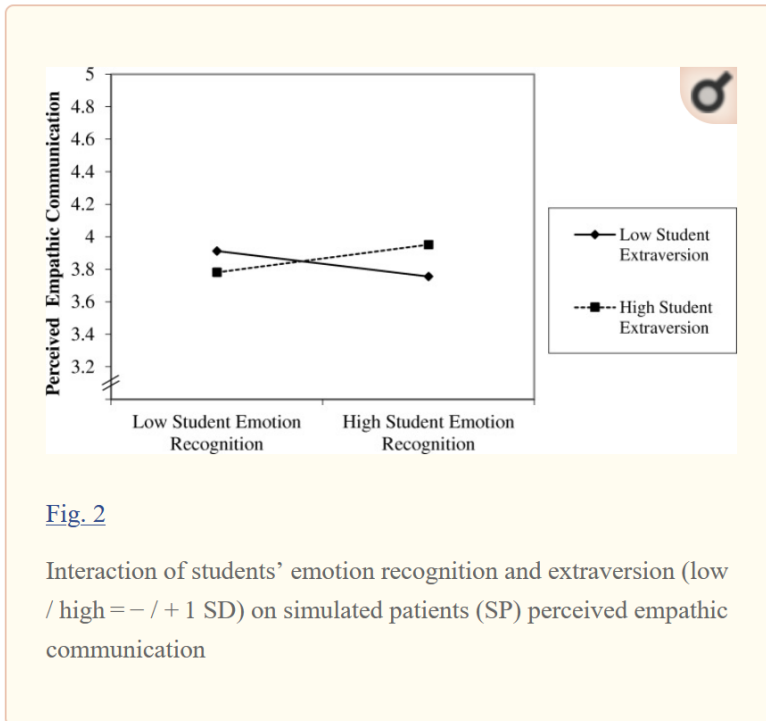 Perceived Empathic Communication
5
4.8
4.6
4.4
4.2
4
3.8
3.6
3.4
3.2
Low Student Emotion
Recognition
High Student Emotion
Recognition
Low Student
Extraversion
High Student
Extraversion
Fig. 2
Interaction of students’ emotion recognition and extraversion (low
/ high = − / + 1 SD) on simulated patients (SP) perceived empathic
communication